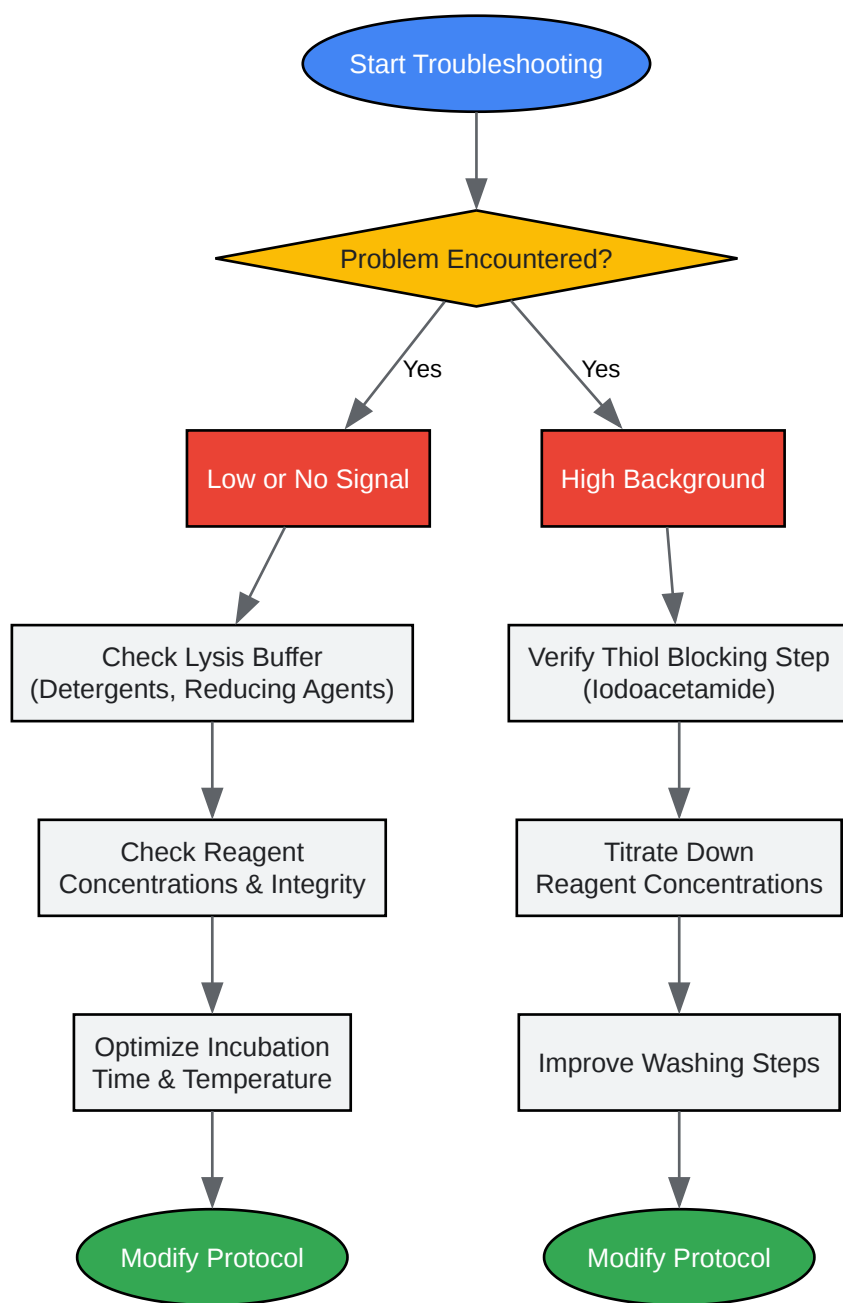 Start Troubleshooting
Problem Encountered?
Yes
Yes
Low or No Signal
High Background
Check Lysis Buffer
(Detergents, Reducing Agents)
Verify Thiol Blocking Step
(Iodoacetamide)
Check Reagent
Concentrations & Integrity
Titrate Down
Reagent Concentrations
Optimize Incubation
Time & Temperature
Improve Washing Steps
Modify Protocol
Modify Protocol